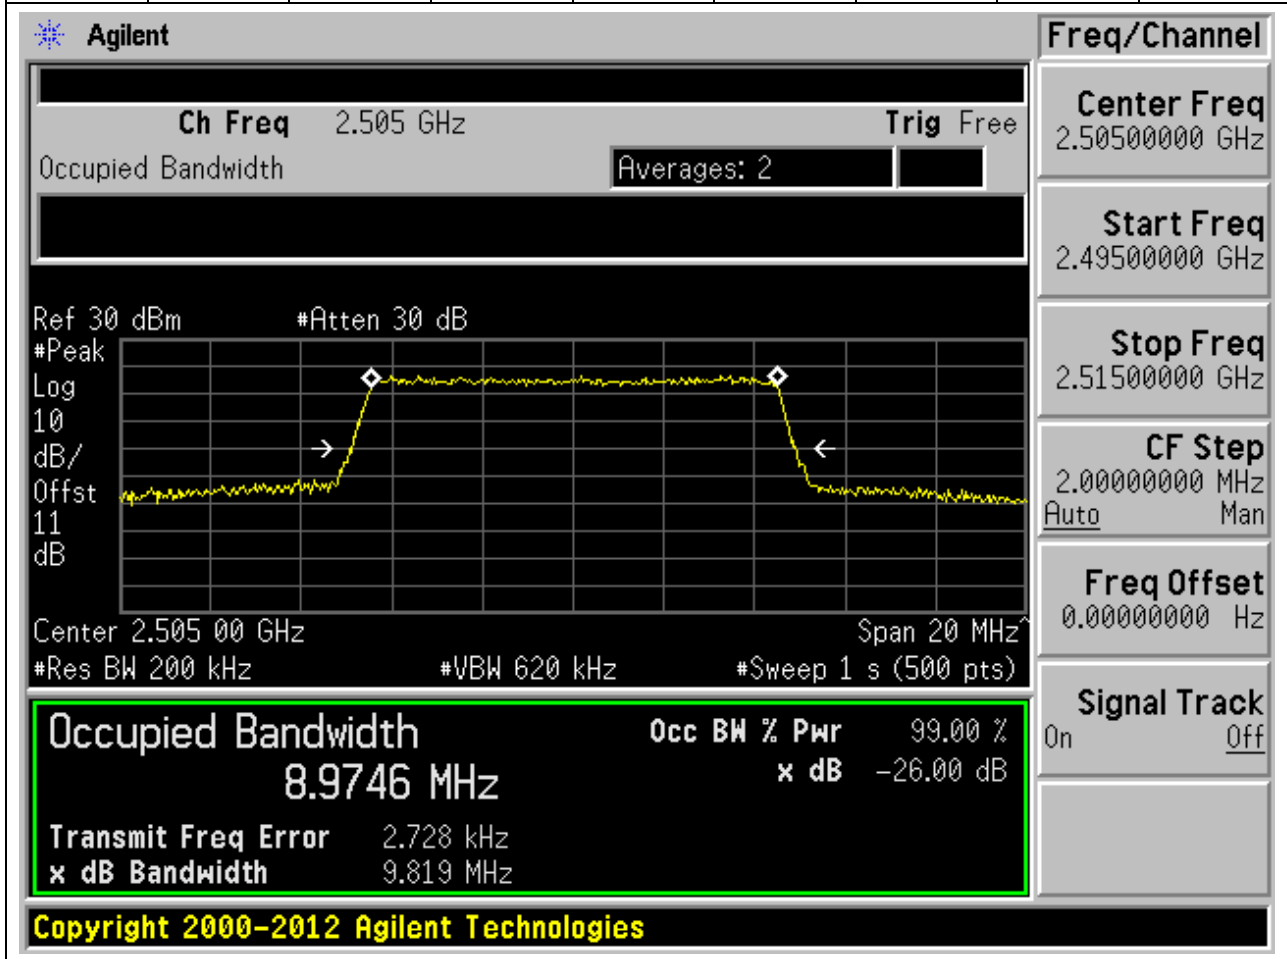 Agilent
Freq/Channel
Ch Freq 2.505 GHz Trig Free
Occupied Bandwidth Averages: 2
Center Freq
2.50500000 GHz
Start Freq
2.49500000 GHz
Stop Freq
2.51500000 GHz
CF Step
2.00000000 MHz
Auto Man
Freq Offset
0.00000000 Hz
Signal Track
On Off
Ref 30 dBm #Atten 30 dB
#Peak
Log
10
dB/
Offst
11
dB
Center 2.505 00 GHz Span 20 MHz^
#Res BW 200 kHz #VBW 620 kHz #Sweep 1 s (500 pts)
Occupied Bandwidth Occ BW % Pwr 99.00 %
8.9746 MHz x dB -26.00 dB
Transmit Freq Error 2.728 kHz
x dB Bandwidth 9.819 MHz
Copyright 2000-2012 Agilent Technologies